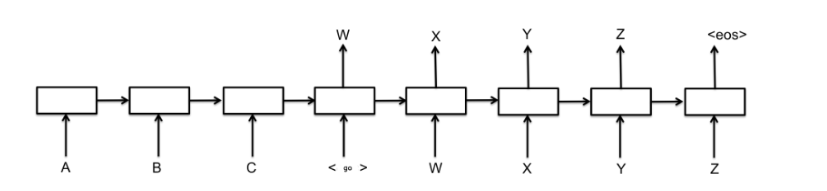 W X Y Z <eos>
A B C < go > W X Y Z